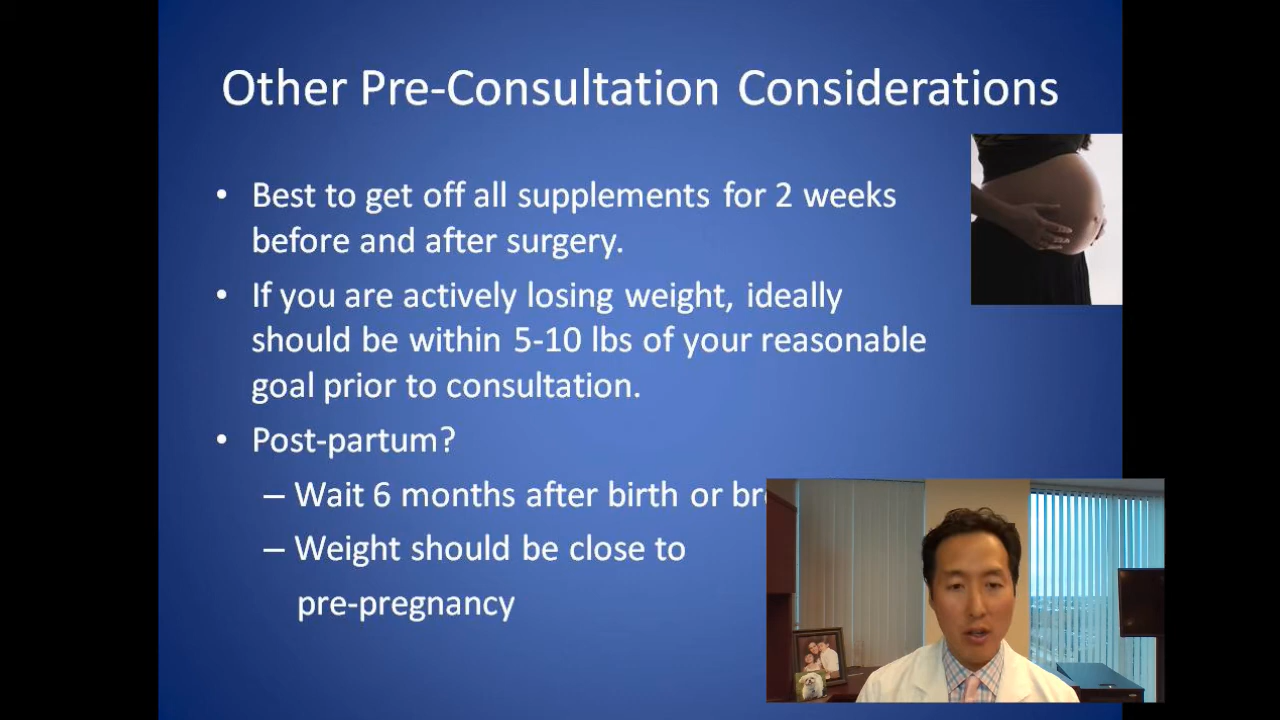 Other Pre-Consultation Considerations
• Best to get off all supplements for 2 weeks
before and after surgery.
• If you are actively losing weight, ideally
should be within 5-10 lbs of your reasonable
goal prior to consultation.
• Post-partum?
– Wait 6 months after birth or
– Weight should be close to
pre-pregnancy